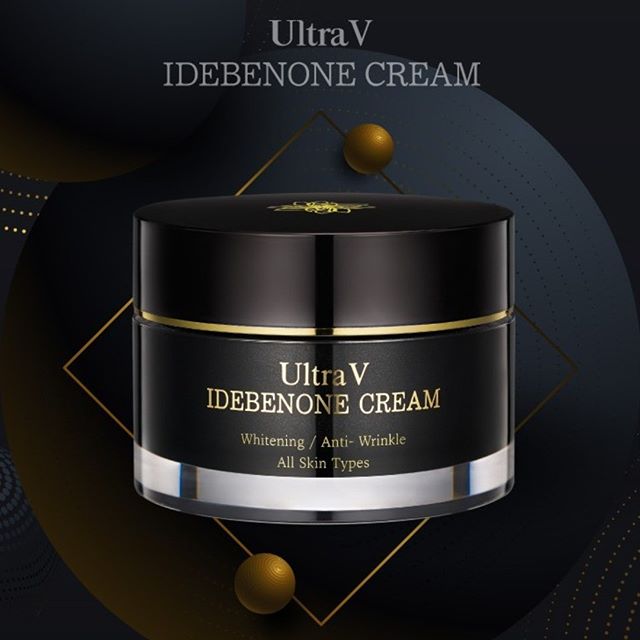 Ultra V
IDEBENONE CREAM
Ultra V
IDEBENONE CREAM
Whitening / Anti- Wrinkle
All Skin Types